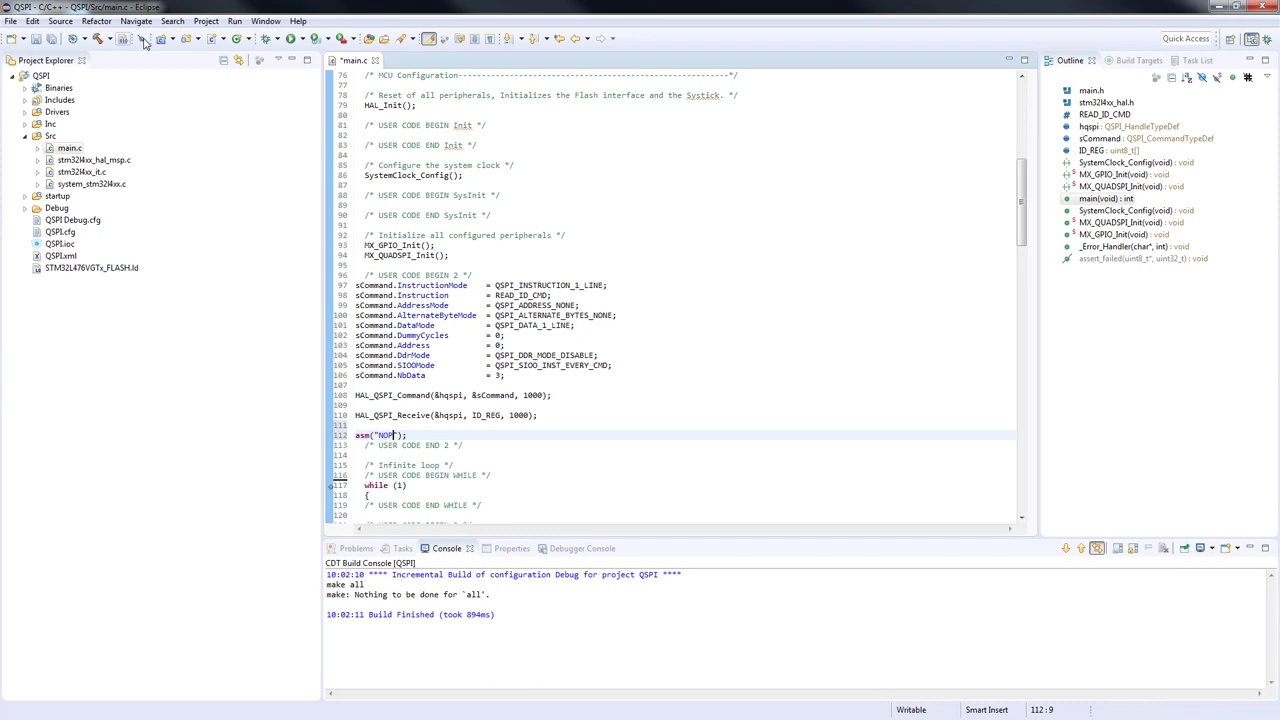 QSPI - C/C++ - QSPI/Src/main.c - Eclipse
File Edit Source Refactor Navigate Search Project Run Window Help
Quick Access
Project Explorer
QSPI
Binaries
Includes
Drivers
Inc
Src
main.c
stm32l4xx_hal_msp.c
stm32l4xx_it.c
system_stm32l4xx.c
startup
Debug
QSPI Debug.cfg
QSPI.cfg
QSPI.ioc
QSPI.xml
STM32L476VGTx_FLASH.ld
*main.c
76 /* MCU Configuration----------------------------------------------------------*/
77
78 /* Reset of all peripherals, Initializes the Flash interface and the Systick. */
79 HAL_Init();
80
81 /* USER CODE BEGIN Init */
82
83 /* USER CODE END Init */
84
85 /* Configure the system clock */
86 SystemClock_Config();
87
88 /* USER CODE BEGIN SysInit */
89
90 /* USER CODE END SysInit */
91
92 /* Initialize all configured peripherals */
93 MX_GPIO_Init();
94 MX_QUADSPI_Init();
95
96 /* USER CODE BEGIN 2 */
97 sCommand.InstructionMode = QSPI_INSTRUCTION_1_LINE;
98 sCommand.Instruction = READ_ID_CMD;
99 sCommand.AddressMode = QSPI_ADDRESS_NONE;
100 sCommand.AlternateByteMode = QSPI_ALTERNATE_BYTES_NONE;
101 sCommand.DataMode = QSPI_DATA_1_LINE;
102 sCommand.DummyCycles = 0;
103 sCommand.Address = 0;
104 sCommand.DdrMode = QSPI_DDR_MODE_DISABLE;
105 sCommand.SIOOMode = QSPI_SIOO_INST_EVERY_CMD;
106 sCommand.NbData = 3;
107
108 HAL_QSPI_Command(&hqspi, &sCommand, 1000);
109
110 HAL_QSPI_Receive(&hqspi, ID_REG, 1000);
111
112 asm("NOP");
113 /* USER CODE END 2 */
114
115 /* Infinite loop */
116 /* USER CODE BEGIN WHILE */
117 while (1)
118 {
119 /* USER CODE END WHILE */
120
Outline Build Targets Task List
main.h
stm32l4xx_hal.h
READ_ID_CMD
hqspi : QSPI_HandleTypeDef
sCommand : QSPI_CommandTypeDef
ID_REG : uint8_t[]
SystemClock_Config(void) : void
MX_GPIO_Init(void) : void
MX_QUADSPI_Init(void) : void
main(void) : int
SystemClock_Config(void) : void
MX_QUADSPI_Init(void) : void
MX_GPIO_Init(void) : void
_Error_Handler(char*, int) : void
assert_failed(uint8_t*, uint32_t) : void
Problems Tasks Console Properties Debugger Console
CDT Build Console [QSPI]
10:02:10 **** Incremental Build of configuration Debug for project QSPI ****
make all
make: Nothing to be done for `all'.
10:02:11 Build Finished (took 894ms)
Writable Smart Insert 112 : 9